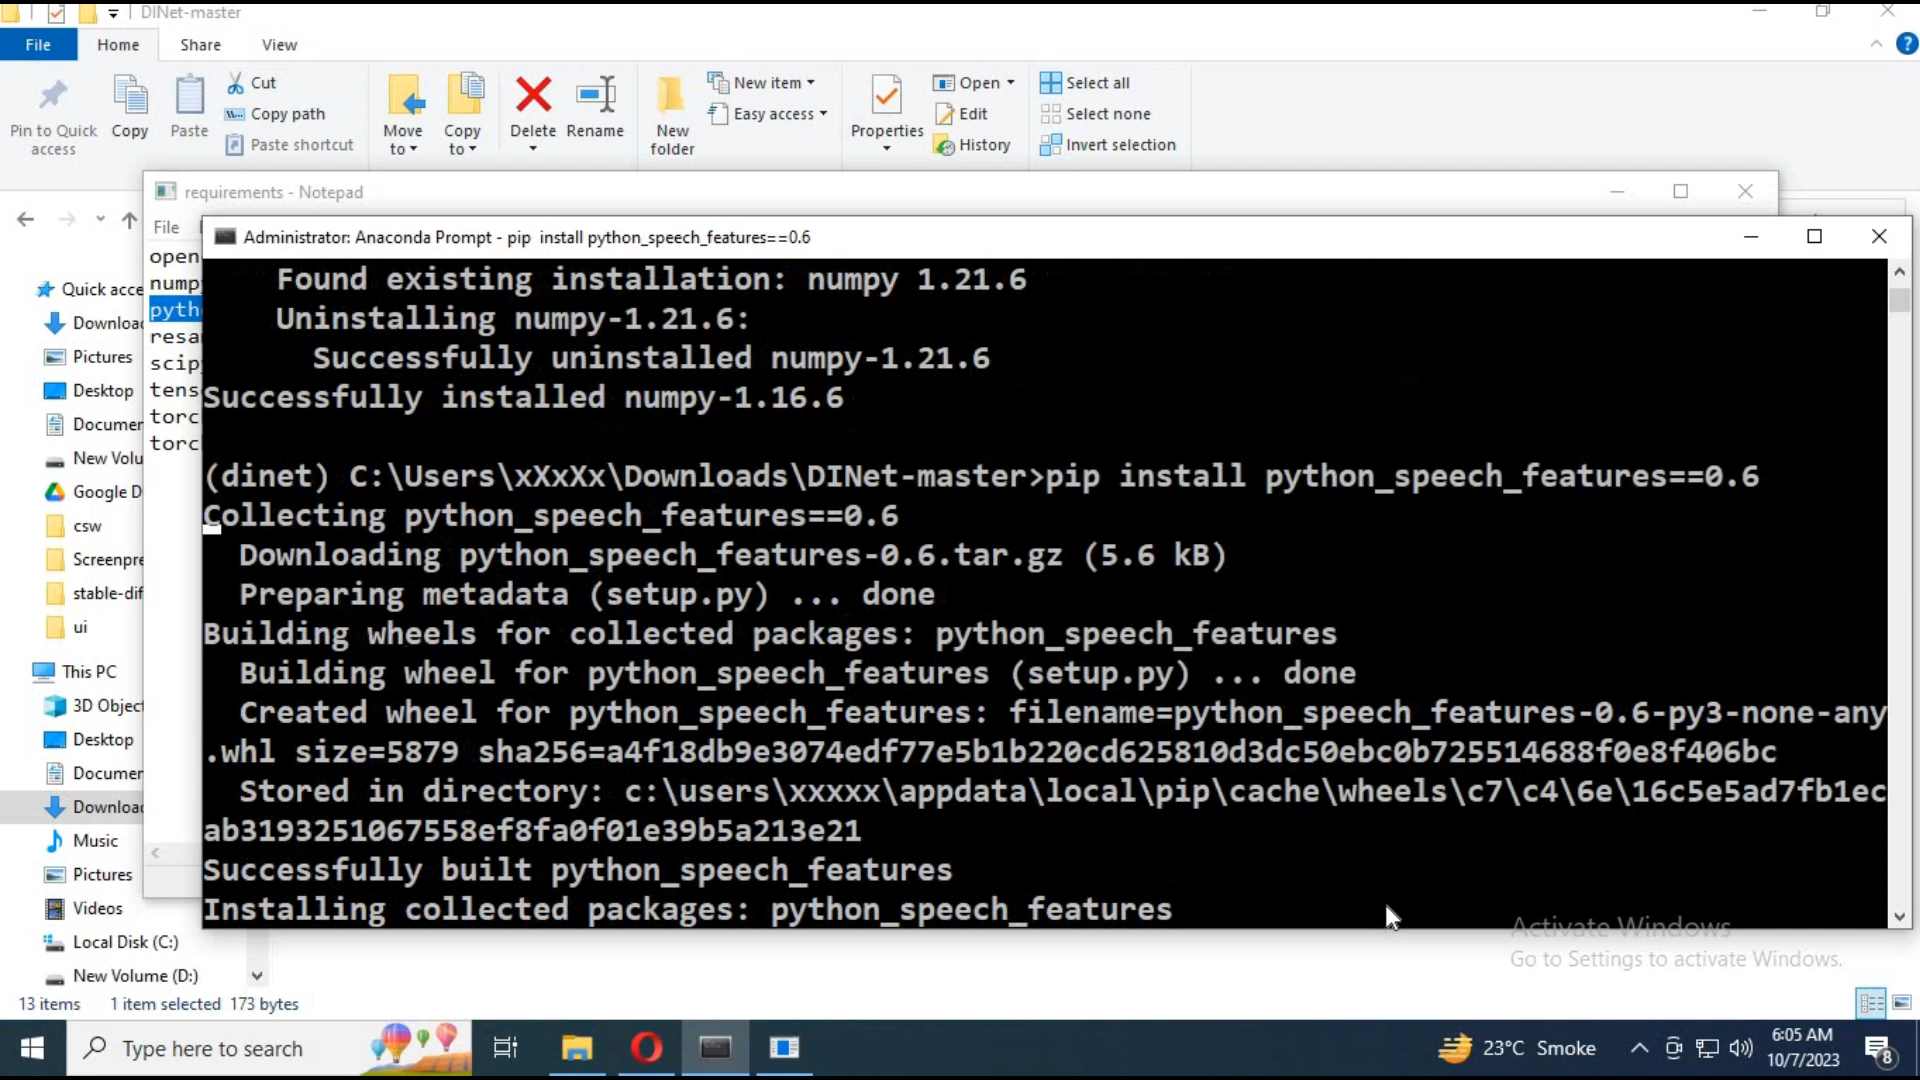 DINet-master
File Home Share View
Pin to Quick access
Copy
Paste
Cut
Copy path
Paste shortcut
Move to
Copy to
Delete
Rename
New folder
New item
Easy access
Properties
Open
Edit
History
Select all
Select none
Invert selection
requirements - Notepad
File
Administrator: Anaconda Prompt - pip  install python_speech_features==0.6
open
nump
pyth
resa
scip
tens
torc
torc
Found existing installation: numpy 1.21.6
Uninstalling numpy-1.21.6:
Successfully uninstalled numpy-1.21.6
Successfully installed numpy-1.16.6
(dinet) C:\Users\xXxXx\Downloads\DINet-master>pip install python_speech_features==0.6
Collecting python_speech_features==0.6
Downloading python_speech_features-0.6.tar.gz (5.6 kB)
Preparing metadata (setup.py) ... done
Building wheels for collected packages: python_speech_features
Building wheel for python_speech_features (setup.py) ... done
Created wheel for python_speech_features: filename=python_speech_features-0.6-py3-none-any
.whl size=5879 sha256=a4f18db9e3074edf77e5b1b220cd625810d3dc50ebc0b725514688f0e8f406bc
Stored in directory: c:\users\xxxxx\appdata\local\pip\cache\wheels\c7\c4\6e\16c5e5ad7fb1ec
ab3193251067558ef8fa0f01e39b5a213e21
Successfully built python_speech_features
Installing collected packages: python_speech_features
Quick acce
Downloa
Pictures
Desktop
Documer
New Volu
Google D
csw
Screenpre
stable-dif
ui
This PC
3D Object
Desktop
Documer
Downloa
Music
Pictures
Videos
Local Disk (C:)
New Volume (D:)
Activate Windows
Go to Settings to activate Windows.
13 items 1 item selected 173 bytes
Type here to search
23°C Smoke
6:05 AM
10/7/2023
8